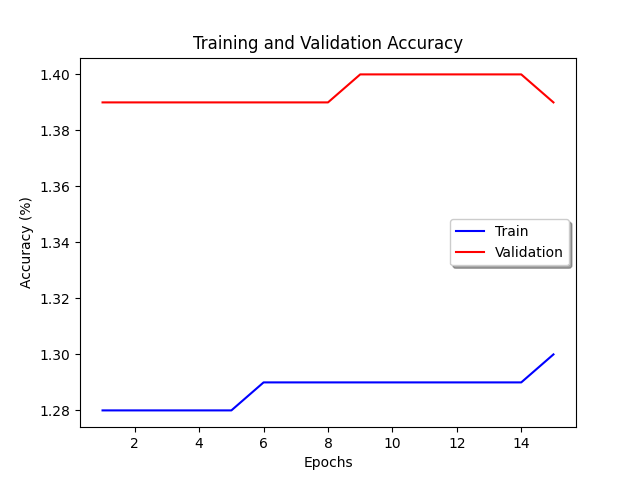 Training and Validation Accuracy
Accuracy (%)
1.40
1.38
1.36
1.34
1.32
1.30
1.28
Train
Validation
2 4 6 8 10 12 14
Epochs